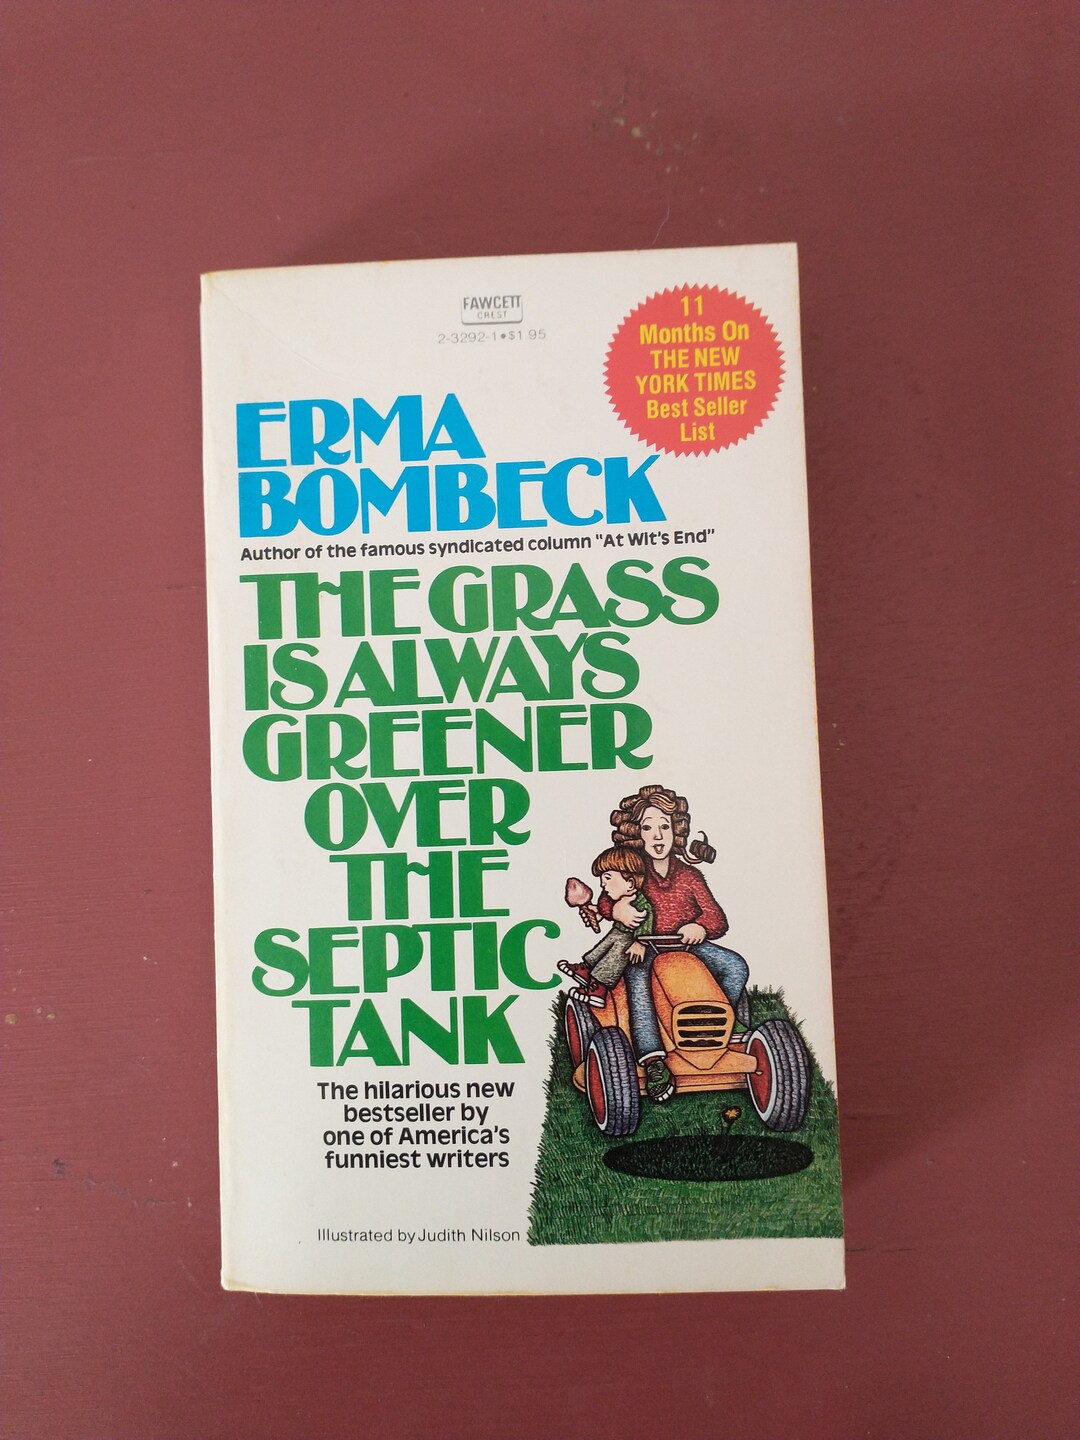 FAWCETT
CREST
2-3292-1•$1.95
11
Months On
THE NEW
YORK TIMES
Best Seller
List
ERMA
BOMBECK
Author of the famous syndicated column "At Wit's End"
THE GRASS
IS ALWAYS
GREENER
OVER
THE
SEPTIC
TANK
The hilarious new
bestseller by
one of America's
funniest writers
Illustrated by Judith Nilson